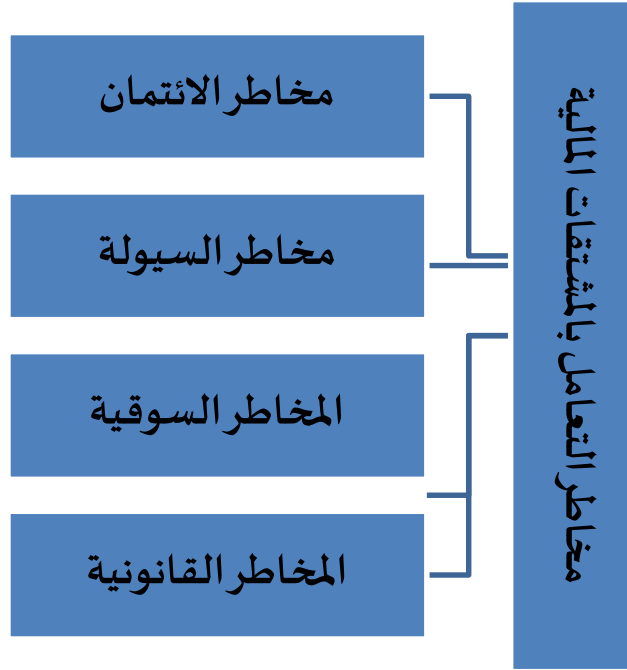 مخاطر التعامل بالمشتقات المالية
مخاطر الائتمان
مخاطر السيولة
المخاطر السوقية
المخاطر القانونية